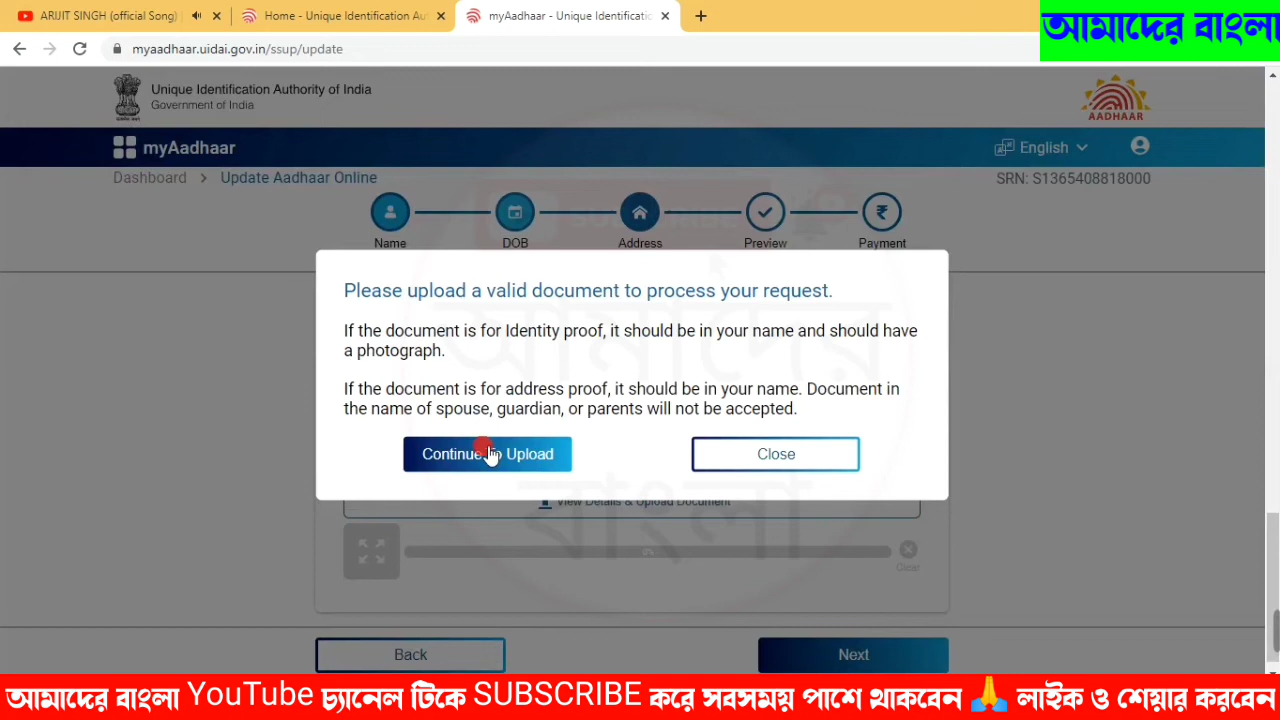 ARIJIT SINGH (official Song)
Home - Unique Identification Au
myAadhaar - Unique Identificatio
আমাদের বাংলা
myaadhaar.uidai.gov.in/ssup/update
Unique Identification Authority of India
Government of India
AADHAAR
myAadhaar
English
Dashboard > Update Aadhaar Online
SRN: S1365408818000
SUBSCRIBE
Name
DOB
Address
Preview
Payment
Please upload a valid document to process your request.
If the document is for Identity proof, it should be in your name and should have
a photograph.
If the document is for address proof, it should be in your name. Document in
the name of spouse, guardian, or parents will not be accepted.
আমাদের
বাংলা
Continue Upload
Close
View Details & Upload Document
Clear
Back
Next
আমাদের বাংলা YouTube চ্যানেল টিকে SUBSCRIBE করে সবসময় পাশে থাকবেন 🙏 লাইক ও শেয়ার করবেন